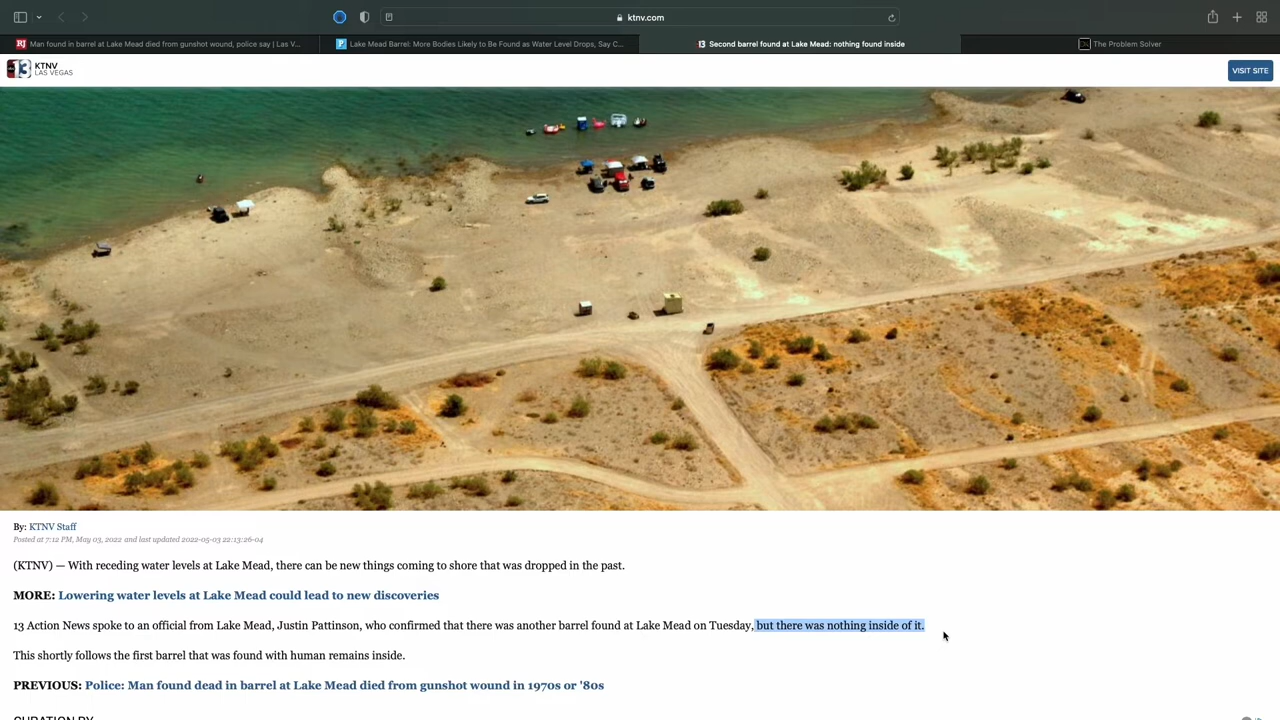 ktnv.com
Man found in barrel at Lake Mead died from gunshot wound, police say | Las V...
Lake Mead Barrel: More Bodies Likely to Be Found as Water Level Drops, Say C...
Second barrel found at Lake Mead: nothing found inside
The Problem Solver
RJ
P
13
13
KTNV
LAS VEGAS
VISIT SITE
By: KTNV Staff
Posted at 7:12 PM, May 03, 2022 and last updated 2022-05-03 22:13:26-04
(KTNV) — With receding water levels at Lake Mead, there can be new things coming to shore that was dropped in the past.
MORE: Lowering water levels at Lake Mead could lead to new discoveries
13 Action News spoke to an official from Lake Mead, Justin Pattinson, who confirmed that there was another barrel found at Lake Mead on Tuesday, but there was nothing inside of it.
This shortly follows the first barrel that was found with human remains inside.
PREVIOUS: Police: Man found dead in barrel at Lake Mead died from gunshot wound in 1970s or '80s
CURATION BY